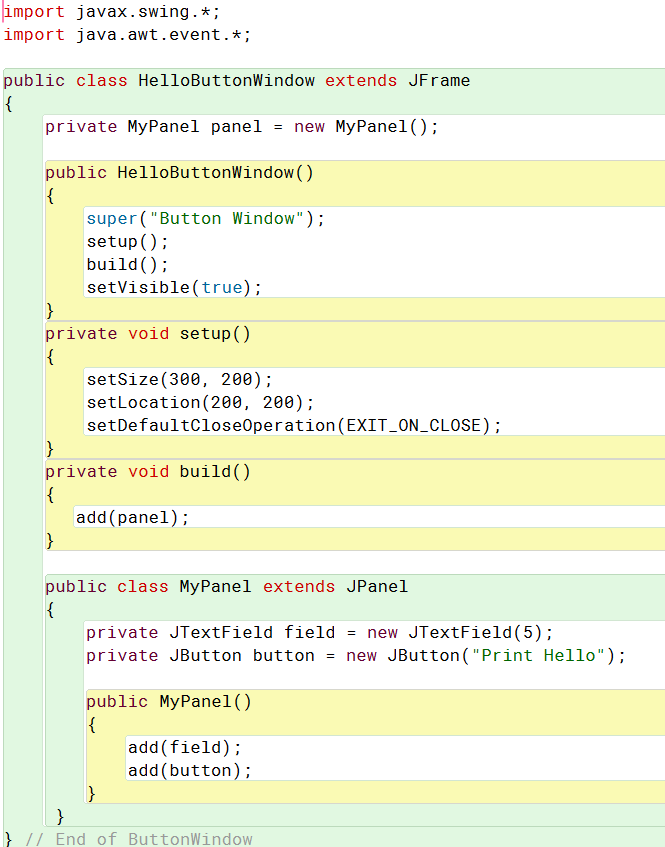 import javax.swing.*;
import java.awt.event.*;
public class HelloButtonWindow extends JFrame
{
private MyPanel panel = new MyPanel();
public HelloButtonWindow()
{
super("Button Window");
setup();
build();
setVisible(true);
}
private void setup()
{
setSize(300, 200);
setLocation(200, 200);
setDefaultCloseOperation(EXIT_ON_CLOSE);
}
private void build()
{
add(panel);
}
public class MyPanel extends JPanel
{
private JTextField field = new JTextField(5);
private JButton button = new JButton("Print Hello");
public MyPanel()
{
add(field);
add(button);
}
}
} // End of ButtonWindow